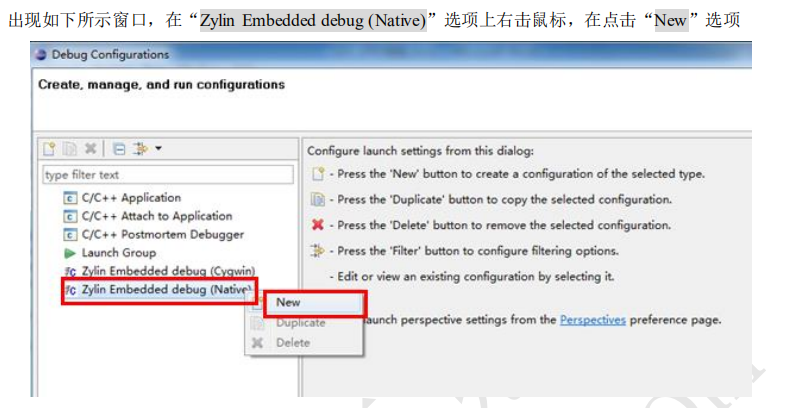 出现如下所示窗口，在“Zylin Embedded debug (Native)”选项上右击鼠标，在点击“New”选项
Debug Configurations
Create, manage, and run configurations
type filter text
C/C++ Application
C/C++ Attach to Application
C/C++ Postmortem Debugger
Launch Group
Zylin Embedded debug (Cygwin)
Zylin Embedded debug (Native)
New
Duplicate
Delete
Configure launch settings from this dialog:
- Press the 'New' button to create a configuration of the selected type.
- Press the 'Duplicate' button to copy the selected configuration.
- Press the 'Delete' button to remove the selected configuration.
- Press the 'Filter' button to configure filtering options.
- Edit or view an existing configuration by selecting it.
launch perspective settings from the Perspectives preference page.